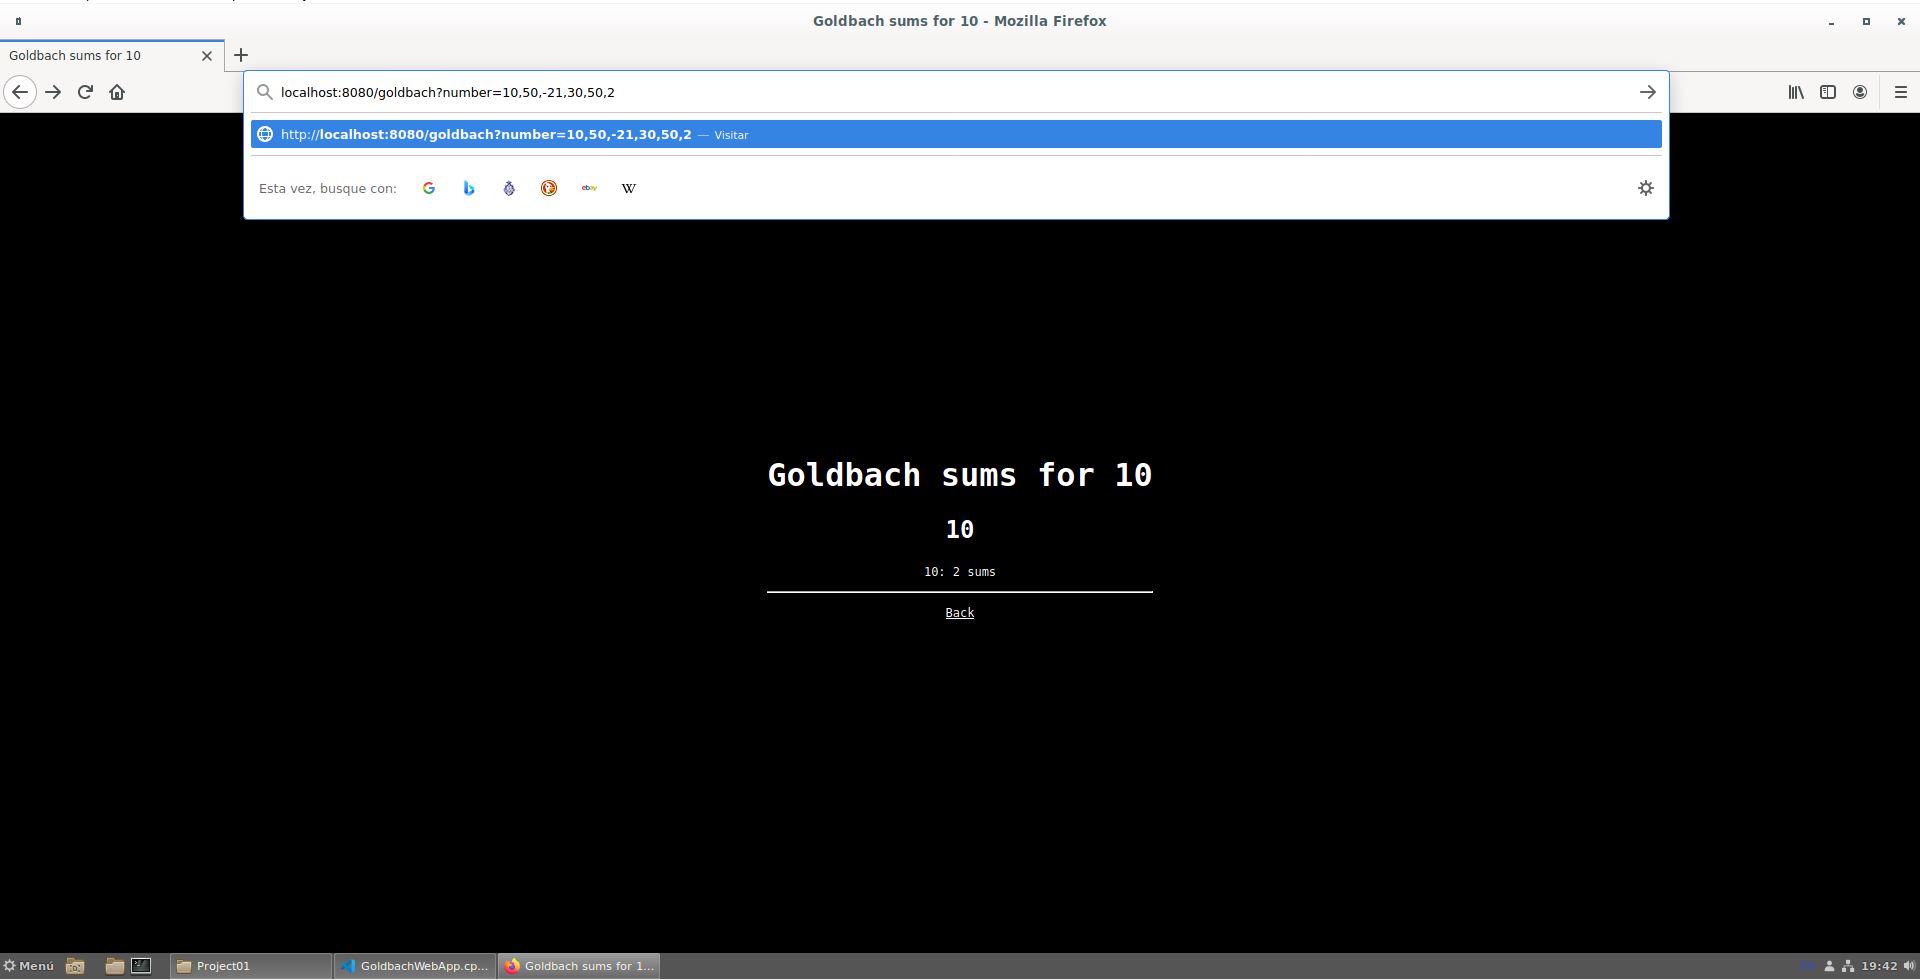 Goldbach sums for 10 - Mozilla Firefox
Goldbach sums for 10
localhost:8080/goldbach?number=10,50,-21,30,50,2
http://localhost:8080/goldbach?number=10,50,-21,30,50,2 — Visitar
Esta vez, busque con:
ebay
W
Goldbach sums for 10
10
10: 2 sums
Back
Menú
Project01
GoldbachWebApp.cp...
Goldbach sums for 1...
19:42